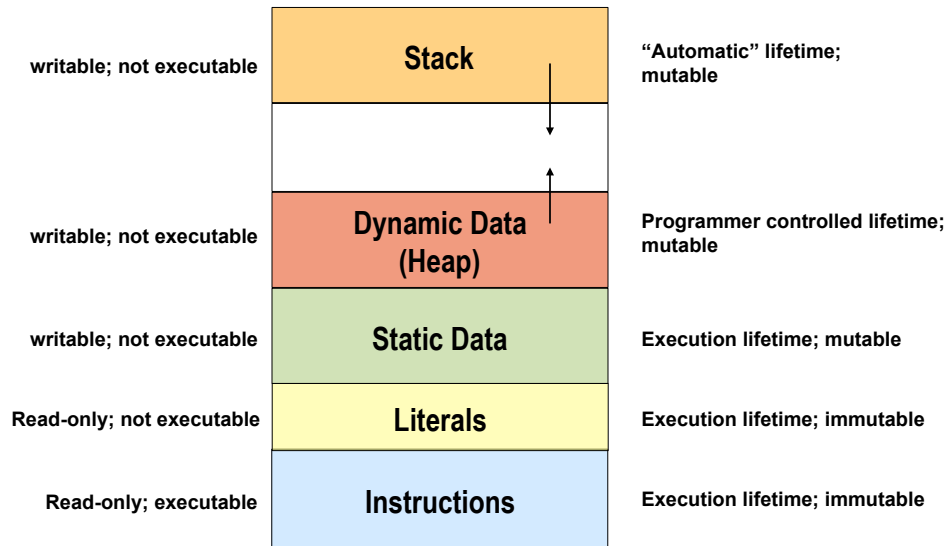 writable; not executable
Stack
“Automatic” lifetime;
mutable
writable; not executable
Dynamic Data
(Heap)
Programmer controlled lifetime;
mutable
writable; not executable
Static Data
Execution lifetime; mutable
Read-only; not executable
Literals
Execution lifetime; immutable
Read-only; executable
Instructions
Execution lifetime; immutable